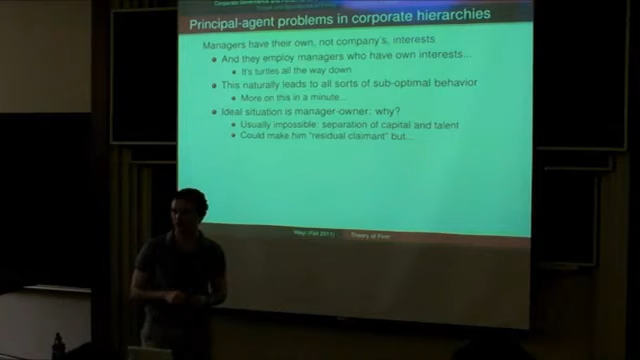 Principal-agent problems in corporate hierarchies
Managers have their own, not company's, interests
And they employ managers who have own interests...
It's turtles all the way down
This naturally leads to all sorts of sub-optimal behavior
More on this in a minute...
Ideal situation is manager-owner: why?
Usually impossible: separation of capital and talent
Could make him "residual claimant" but...
(Fall 2011) Theory of Firm